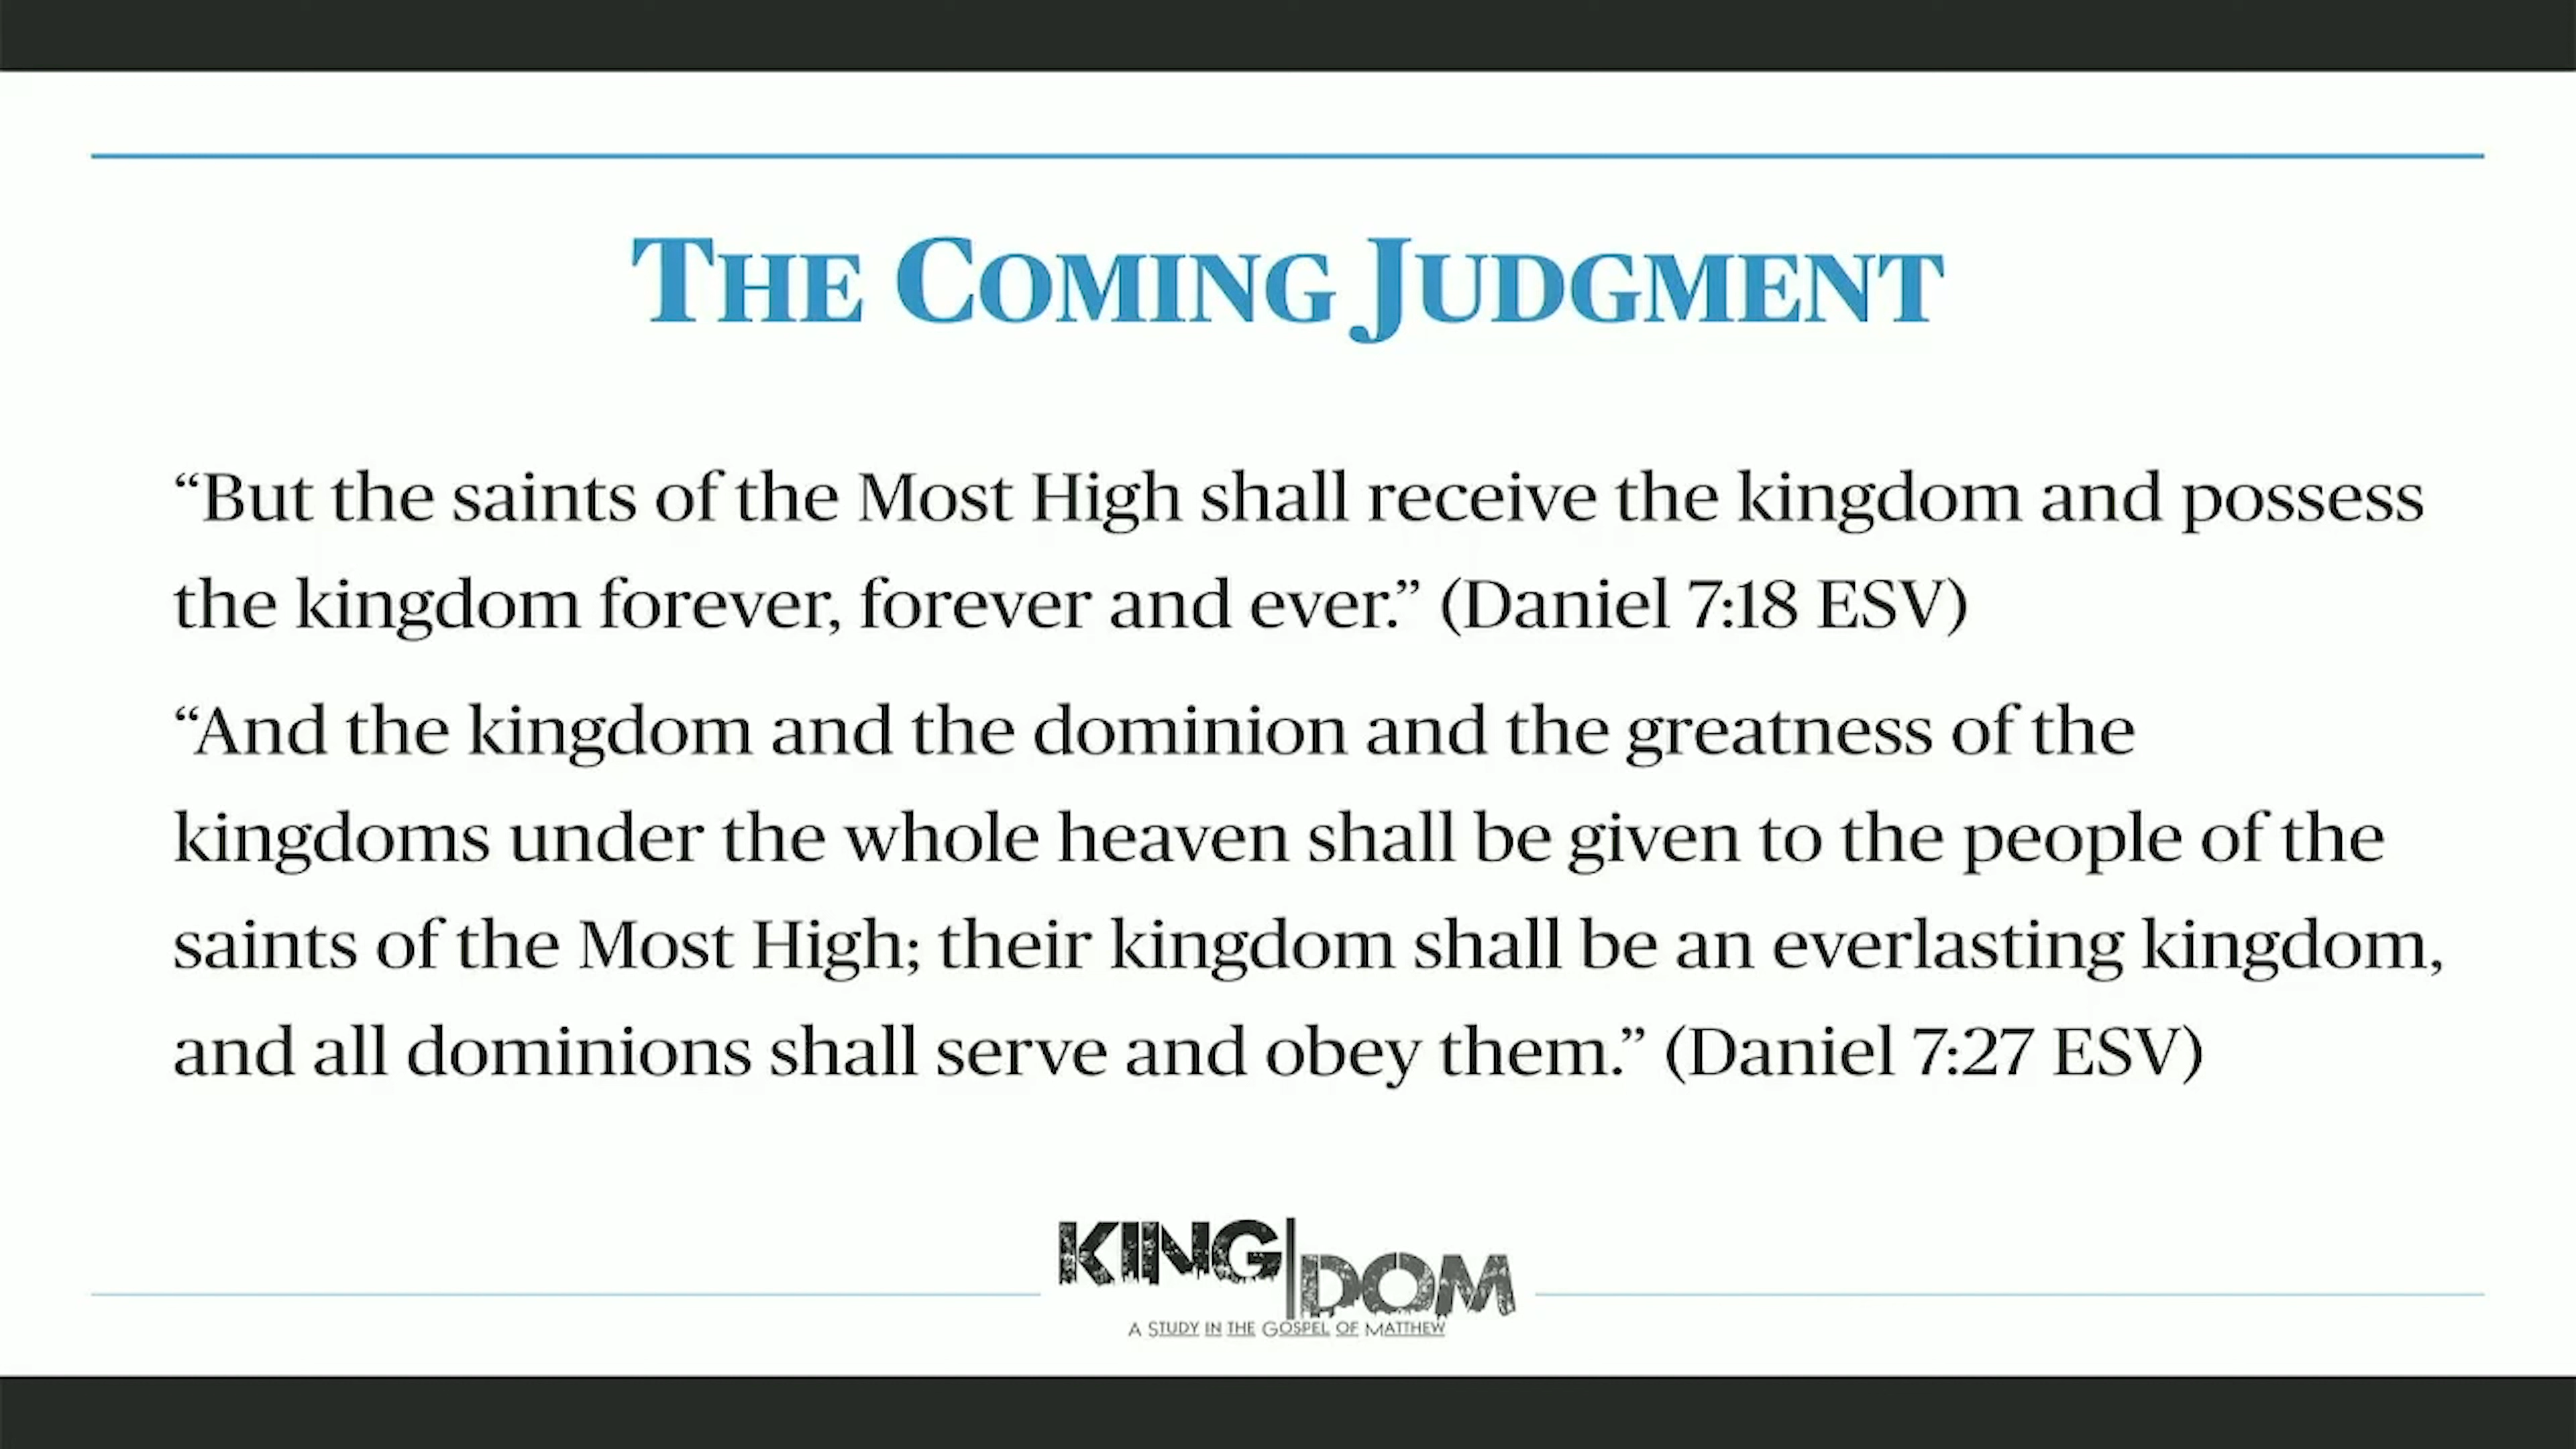 THE COMING JUDGMENT
“But the saints of the Most High shall receive the kingdom and possess
the kingdom forever, forever and ever.” (Daniel 7:18 ESV)
“And the kingdom and the dominion and the greatness of the
kingdoms under the whole heaven shall be given to the people of the
saints of the Most High; their kingdom shall be an everlasting kingdom,
and all dominions shall serve and obey them.” (Daniel 7:27 ESV)
KING|DOM
A STUDY IN THE GOSPEL OF MATTHEW